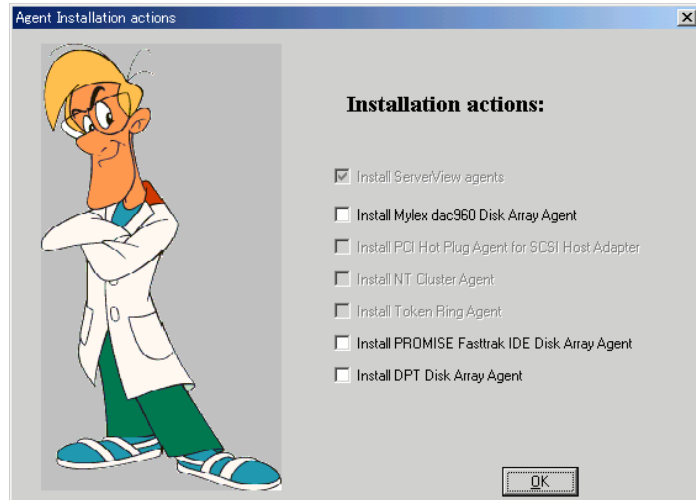 Agent Installation actions
Installation actions:
Install ServerView agents
Install Mylex dac960 Disk Array Agent
Install PCI Hot Plug Agent for SCSI Host Adapter
Install NT Cluster Agent
Install Token Ring Agent
Install PROMISE Fasttrak IDE Disk Array Agent
Install DPT Disk Array Agent
OK